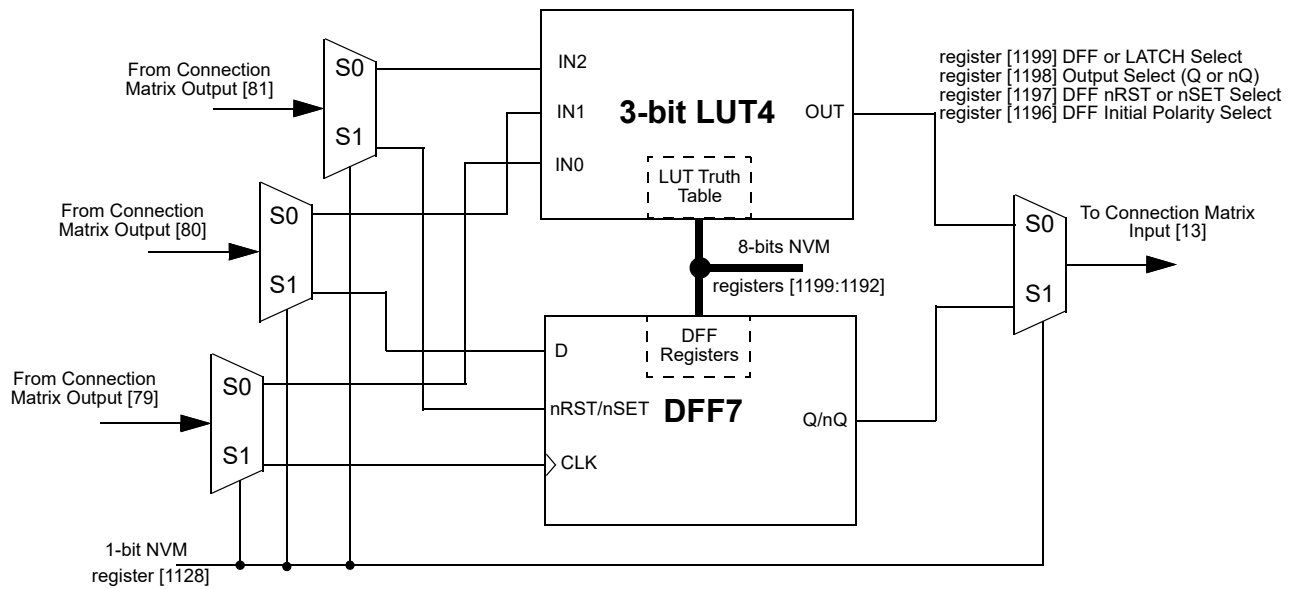 From Connection
Matrix Output [81]
S0
S1
From Connection
Matrix Output [80]
S0
S1
From Connection
Matrix Output [79]
S0
S1
1-bit NVM
register [1128]
IN2
IN1
IN0
3-bit LUT4
OUT
LUT Truth
Table
8-bits NVM
registers [1199:1192]
DFF
Registers
D
nRST/nSET
CLK
DFF7
Q/nQ
register [1199] DFF or LATCH Select
register [1198] Output Select (Q or nQ)
register [1197] DFF nRST or nSET Select
register [1196] DFF Initial Polarity Select
S0
S1
To Connection Matrix
Input [13]